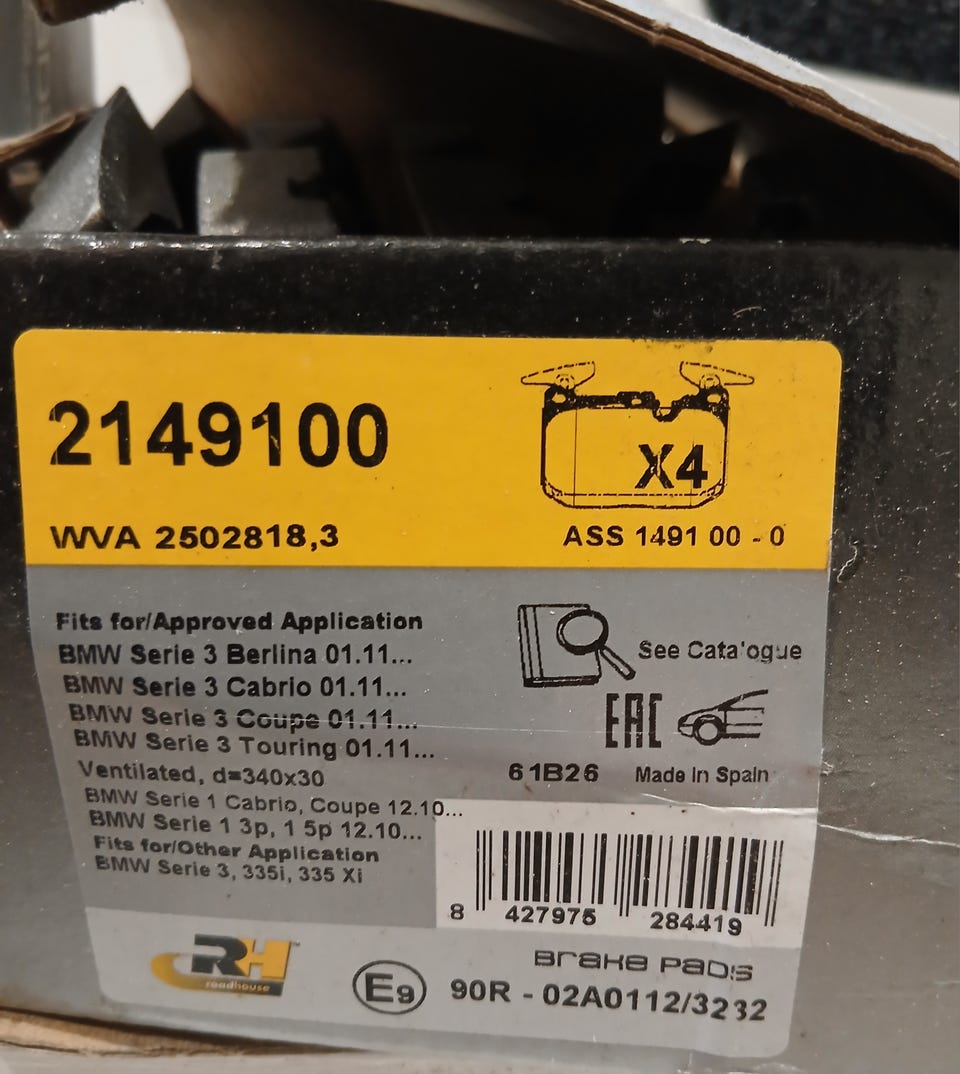 2149100
X4
WVA 2502818,3
ASS 1491 00 - 0
Fits for/Approved Application
BMW Serie 3 Berlina 01.11...
BMW Serie 3 Cabrio 01.11...
BMW Serie 3 Coupe 01.11...
BMW Serie 3 Touring 01.11...
Ventilated, d=340x30
BMW Serie 1 Cabrio, Coupe 12.10...
BMW Serie 1 3p, 1 5p 12.10...
Fits for/Other Application
BMW Serie 3, 335i, 335 Xi
See Catalogue
EAC
61B26 Made in Spain
8 427975 284419
RH™
roadhouse
Brake Pads
E9 90R - 02A0112/3232